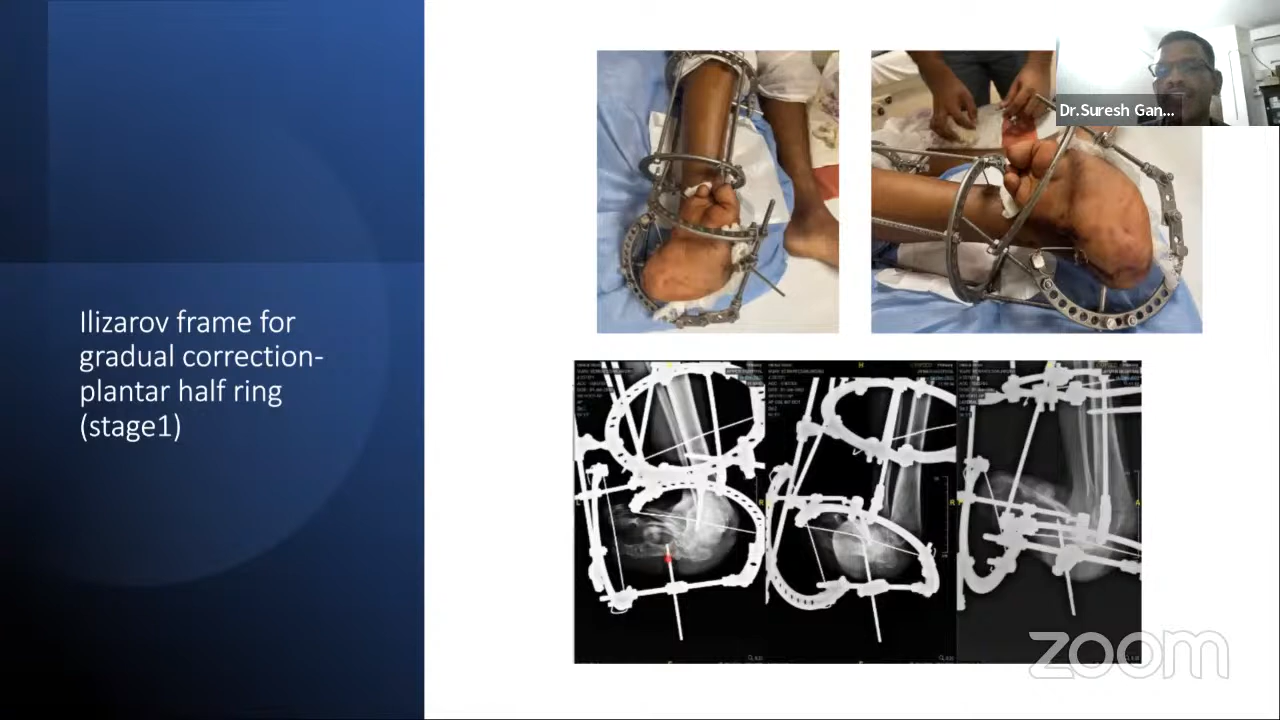 Dr.Suresh Gan...
Ilizarov frame for
gradual correction-
plantar half ring
(stage1)
zoom